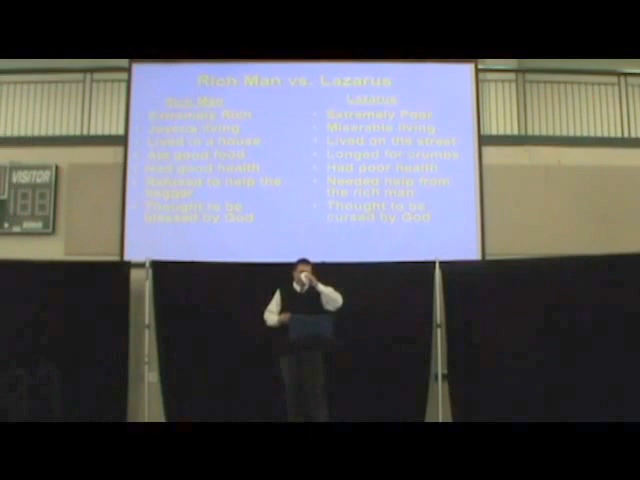 Rich Man vs. Lazarus
Rich Man
Extremely Rich
Joyous living
Lived in a house
Ate good food
Had good health
Refused to help the
beggar
Thought to be
blessed by God
Lazarus
Extremely Poor
Miserable living
Lived on the street
Longed for crumbs
Had poor health
Needed help from
the rich man
Thought to be
cursed by God
VISITOR
188